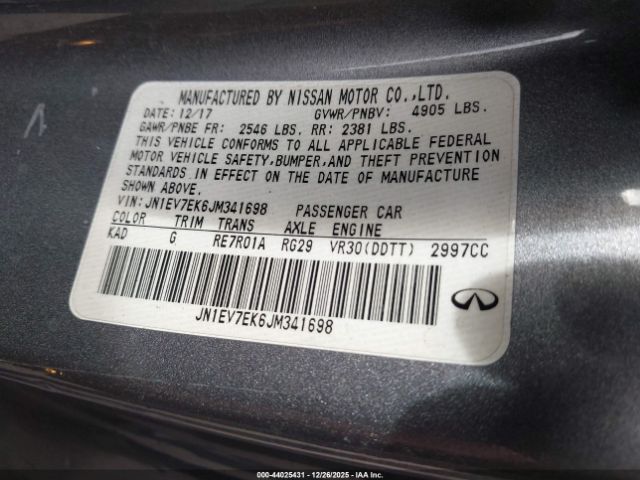 MANUFACTURED BY NISSAN MOTOR CO.,LTD.
DATE: 12/17 GVWR/PNBV: 4905 LBS.
GAWR/PNBE FR: 2546 LBS. RR: 2381 LBS.
THIS VEHICLE CONFORMS TO ALL APPLICABLE FEDERAL
MOTOR VEHICLE SAFETY,BUMPER,AND THEFT PREVENTION
STANDARDS IN EFFECT ON THE DATE OF MANUFACTURE
SHOWN ABOVE.
VIN:JN1EV7EK6JM341698 PASSENGER CAR
COLOR TRIM TRANS AXLE ENGINE
KAD G RE7R01A RG29 VR30(DDTT) 2997CC
JN1EV7EK6JM341698
000-44025431 - 12/26/2025 - IAA Inc.